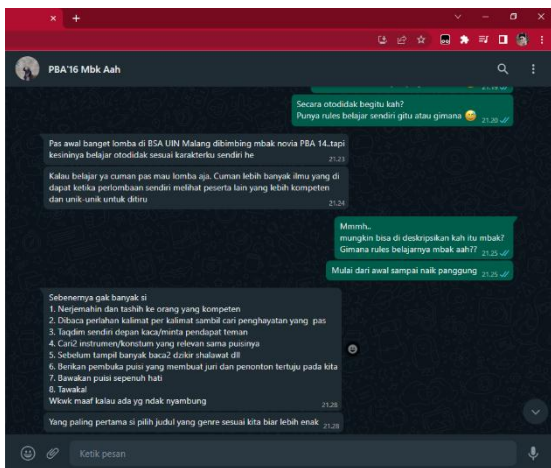 PBA'16 Mbk Aah
Secara otodidak begitu kah?
Punya rules belajar sendiri gitu atau gimana 😅 21.20
Pas awal banget lomba di BSA UIN Malang dibimbing mbak novia PBA 14..tapi
kesininya belajar otodidak sesuai karakterku sendiri he
21.23
Kalau belajar ya cuman pas mau lomba aja. Cuman lebih banyak ilmu yang di
dapat ketika perlombaan sendiri melihat peserta lain yang lebih kompeten
dan unik-unik untuk ditiru
21.24
Mmmh..
mungkin bisa di deskripsikan kah itu mbak?
Gimana rules belajarnya mbak aah?? 21.25
Mulai dari awal sampai naik panggung 21.25
Sebenernya gak banyak si
1. Nerjemahin dan tashih ke orang yang kompeten
2. Dibaca perlahan kalimat per kalimat sambil cari penghayatan yang pas
3. Taqdim sendiri depan kaca/minta pendapat teman
4. Cari2 instrumen/konstum yang relevan sama puisinya
5. Sebelum tampil banyak baca2 dzikir shalawat dll
6. Berikan pembuka puisi yang membuat juri dan penonton tertuju pada kita
7. Bawakan puisi sepenuh hati
8. Tawakal
Wkwk maaf kalau ada yg ndak nyambung
21.28
Yang paling pertama si pilih judul yang genre sesuai kita biar lebih enak 21.28
Ketik pesan